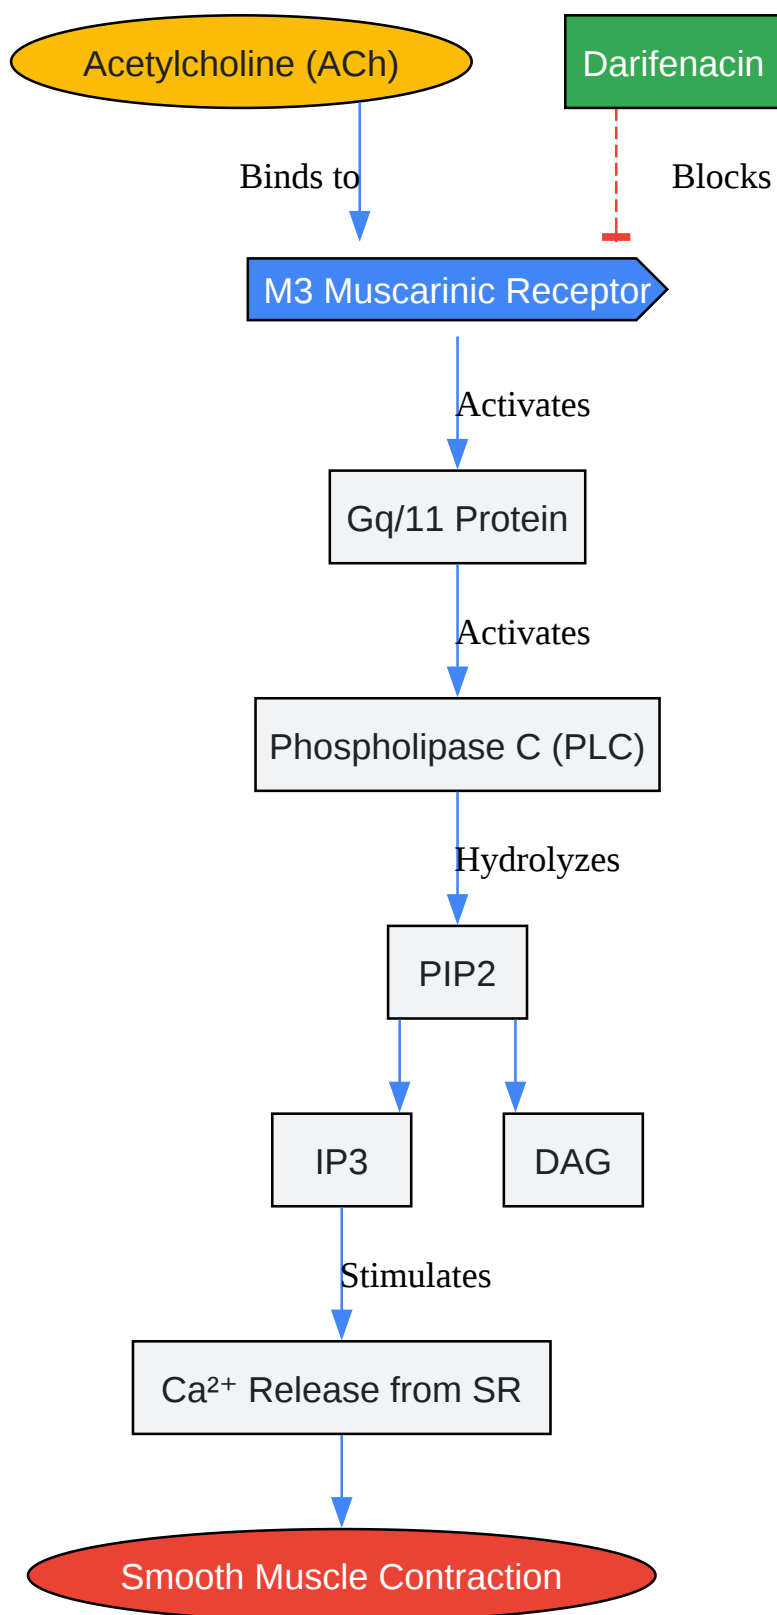 Acetylcholine (ACh)
Darifenacin
Binds to
Blocks
M3 Muscarinic Receptor
Activates
Gq/11 Protein
Activates
Phospholipase C (PLC)
Hydrolyzes
PIP2
IP3
DAG
Stimulates
Ca²⁺ Release from SR
Smooth Muscle Contraction